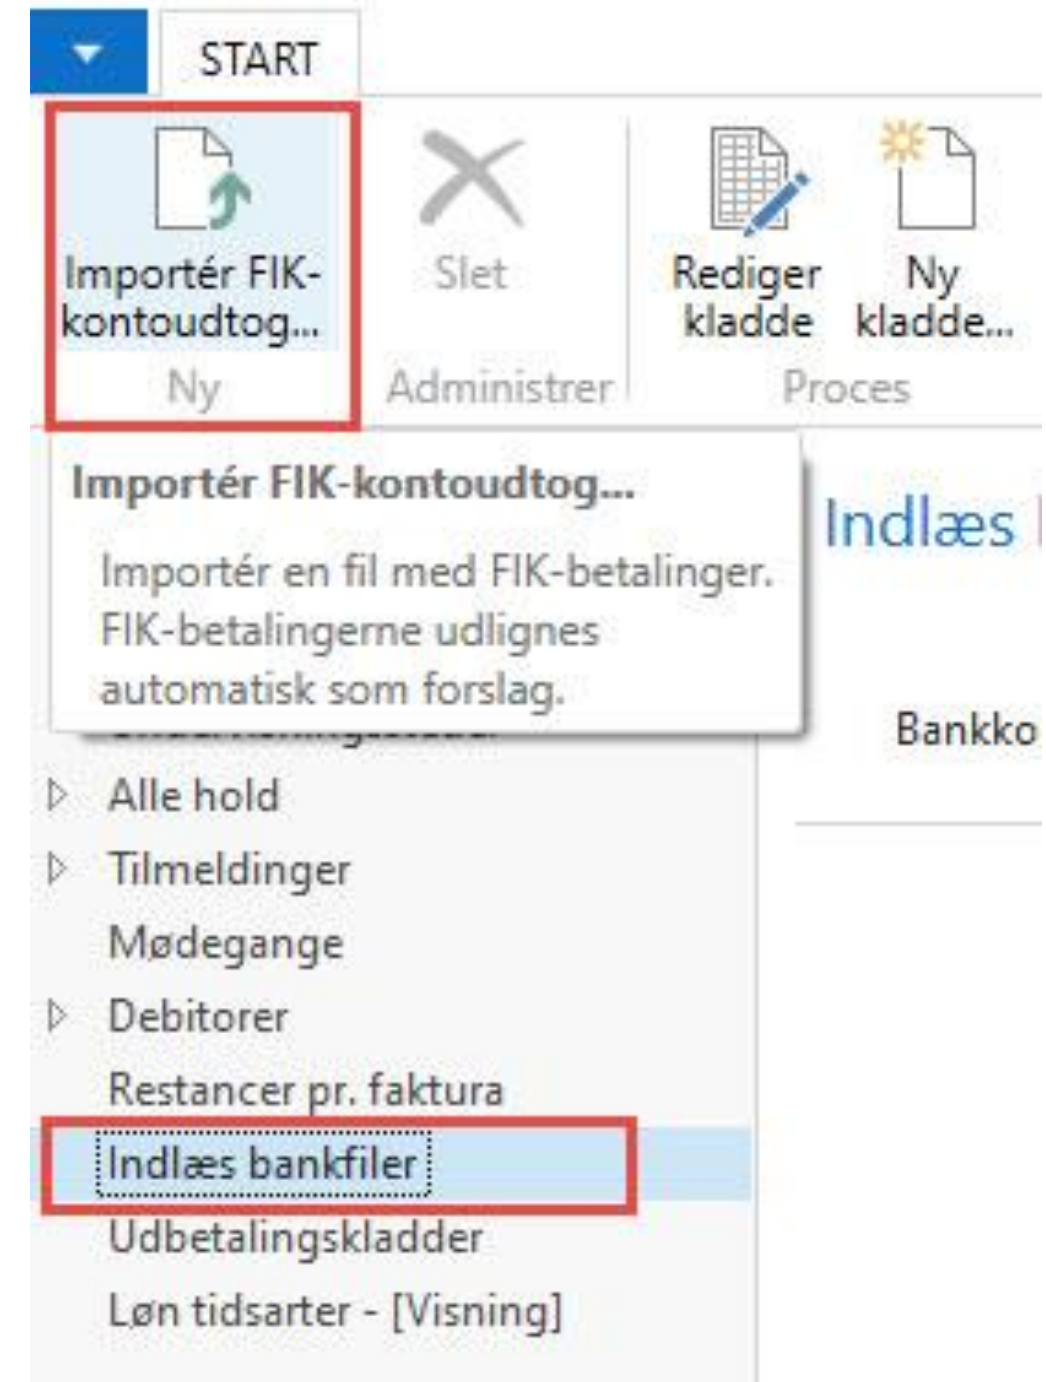 START
Importér FIK-
kontoudtog...
Slet
Rediger
kladde
Ny
kladde...
Ny
Administrer
Proces
Importér FIK-kontoudtog...
Importér en fil med FIK-betalinger.
FIK-betalingerne udlignes
automatisk som forslag.
Indlæs
Bankko
Alle hold
Tilmeldinger
Mødegange
Debitorer
Restancer pr. faktura
Indlæs bankfiler
Udbetalingskladder
Løn tidsarter - [Visning]